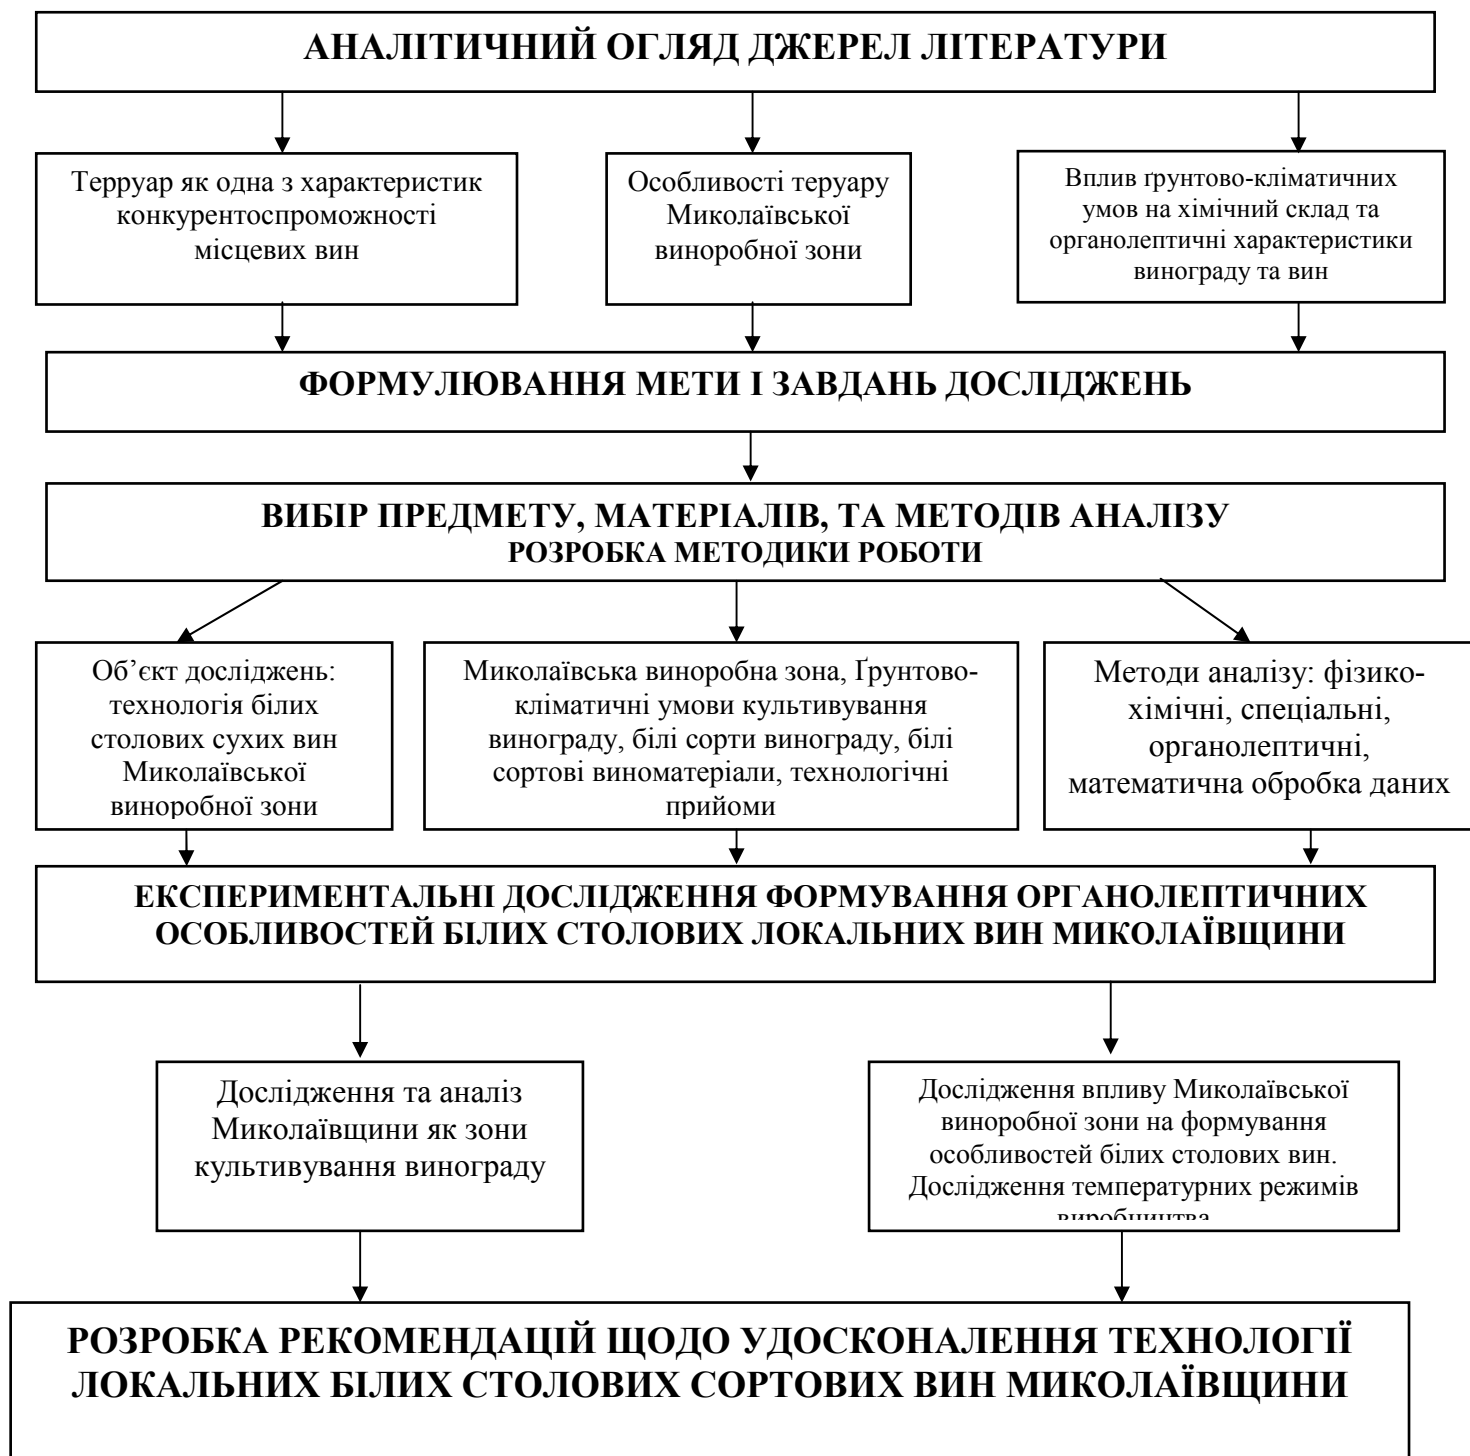 АНАЛІТИЧНИЙ ОГЛЯД ДЖЕРЕЛ ЛІТЕРАТУРИ
Терруар як одна з характеристик
конкурентоспроможності
місцевих вин
Особливості теруару
Миколаївської
виноробної зони
Вплив ґрунтово-кліматичних
умов на хімічний склад та
органолептичні характеристики
винограду та вин
ФОРМУЛЮВАННЯ МЕТИ І ЗАВДАНЬ ДОСЛІДЖЕНЬ
ВИБІР ПРЕДМЕТУ, МАТЕРІАЛІВ, ТА МЕТОДІВ АНАЛІЗУ
РОЗРОБКА МЕТОДИКИ РОБОТИ
Об’єкт досліджень:
технологія білих
столових сухих вин
Миколаївської
виноробної зони
Миколаївська виноробна зона, Ґрунтово-
кліматичні умови культивування
винограду, білі сорти винограду, білі
сортові виноматеріали, технологічні
прийоми
Методи аналізу: фізико-
хімічні, спеціальні,
органолептичні,
математична обробка даних
ЕКСПЕРИМЕНТАЛЬНІ ДОСЛІДЖЕННЯ ФОРМУВАННЯ ОРГАНОЛЕПТИЧНИХ
ОСОБЛИВОСТЕЙ БІЛИХ СТОЛОВИХ ЛОКАЛЬНИХ ВИН МИКОЛАЇВЩИНИ
Дослідження та аналіз
Миколаївщини як зони
культивування винограду
Дослідження впливу Миколаївської
виноробної зони на формування
особливостей білих столових вин.
Дослідження температурних режимів
виробництва
РОЗРОБКА РЕКОМЕНДАЦІЙ ЩОДО УДОСКОНАЛЕННЯ ТЕХНОЛОГІЇ
ЛОКАЛЬНИХ БІЛИХ СТОЛОВИХ СОРТОВИХ ВИН МИКОЛАЇВЩИНИ